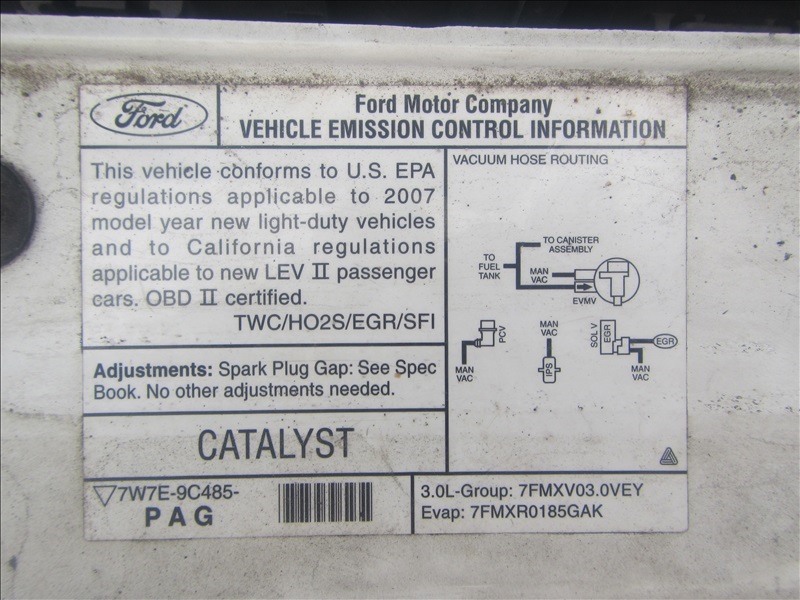 Ford
Ford Motor Company
VEHICLE EMISSION CONTROL INFORMATION
This vehicle conforms to U.S. EPA
regulations applicable to 2007
model year new light-duty vehicles
and to California regulations
applicable to new LEV II passenger
cars. OBD II certified.
TWC/HO2S/EGR/SFI
Adjustments: Spark Plug Gap: See Spec
Book. No other adjustments needed.
CATALYST
7W7E-9C485-
PAG
VACUUM HOSE ROUTING
TO CANISTER
ASSEMBLY
TO
FUEL
TANK
MAN
VAC
EVMV
PCV
MAN
VAC
MAN
VAC
IPS
SOL V
EGR
EGR
MAN
VAC
3.0L-Group: 7FMXV03.0VEY
Evap: 7FMXR0185GAK